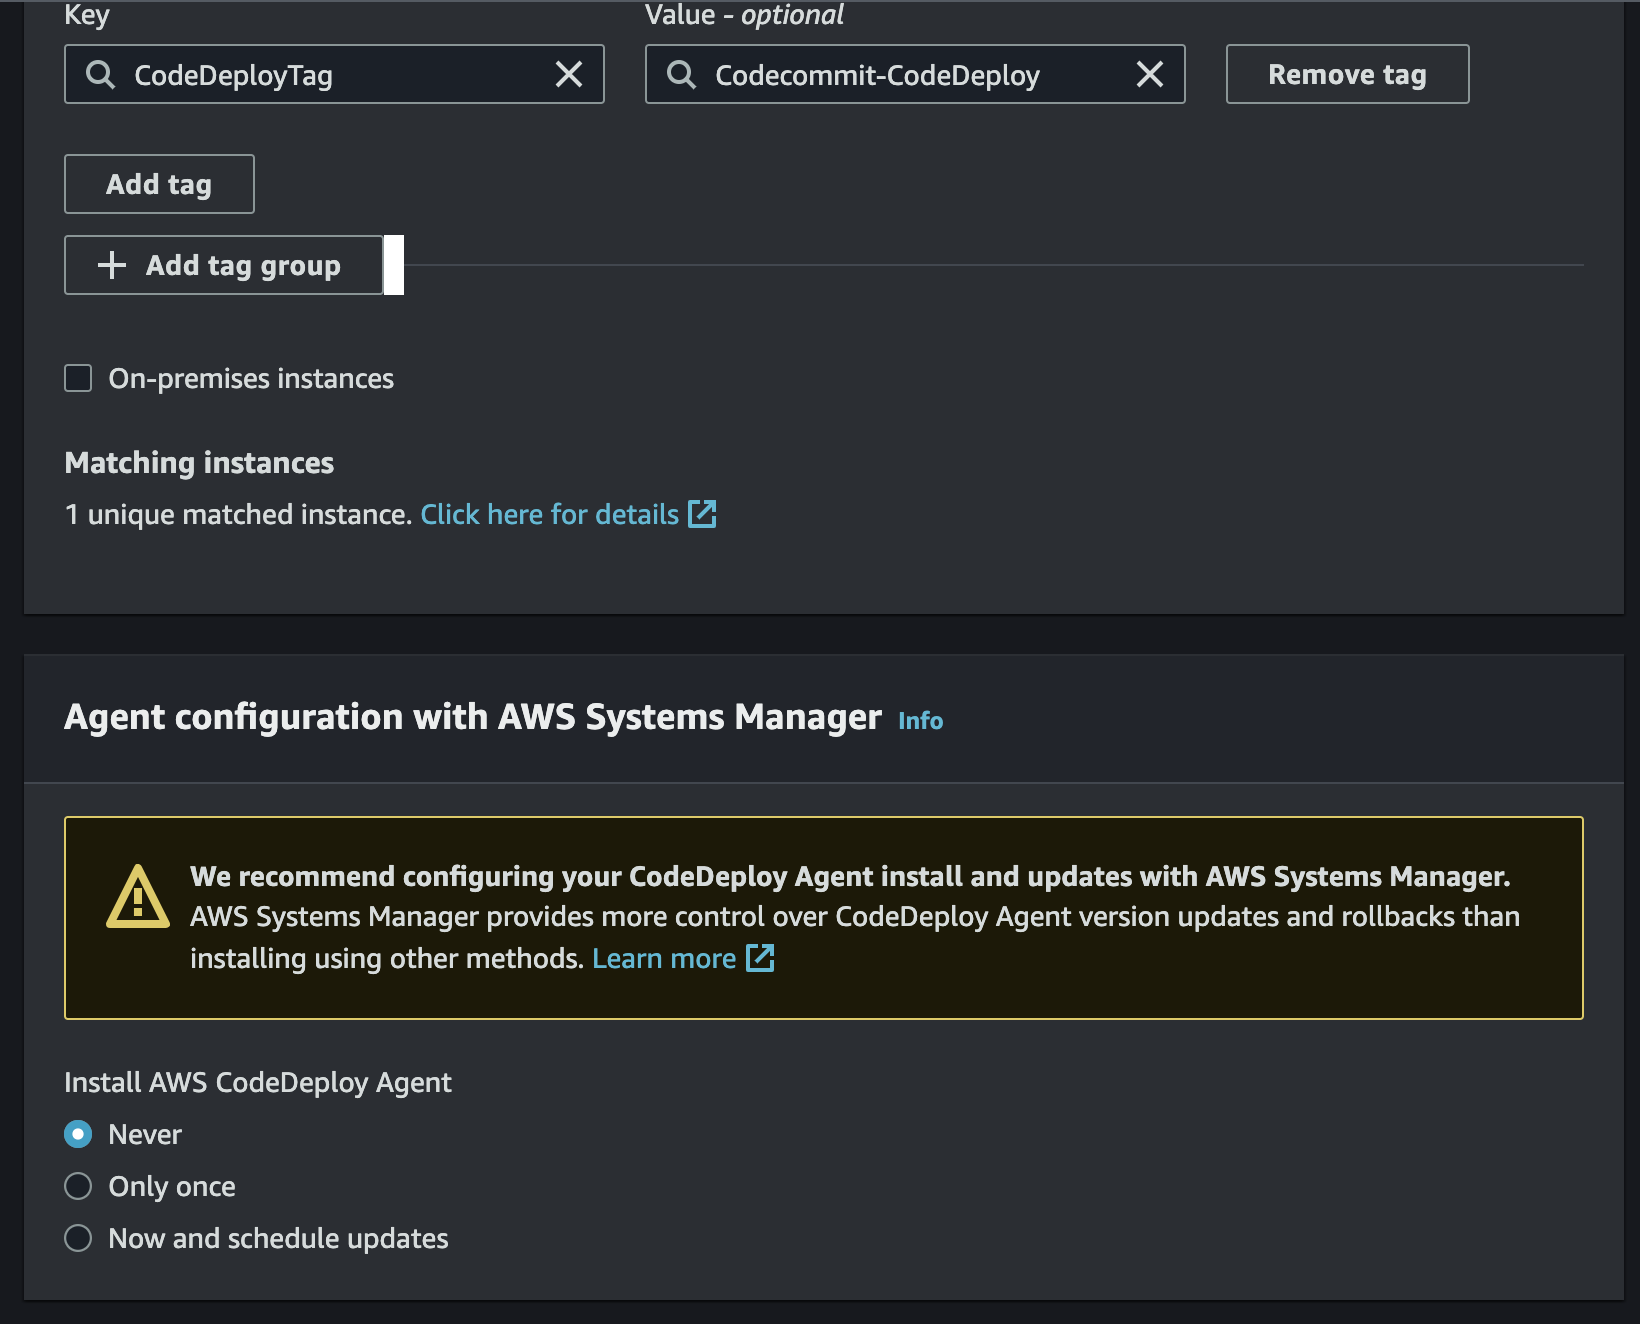 Key
Value - optional
CodeDeployTag
Codecommit-CodeDeploy
Remove tag
Add tag
Add tag group
On-premises instances
Matching instances
1 unique matched instance. Click here for details
Agent configuration with AWS Systems Manager Info
We recommend configuring your CodeDeploy Agent install and updates with AWS Systems Manager.
AWS Systems Manager provides more control over CodeDeploy Agent version updates and rollbacks than
installing using other methods. Learn more
Install AWS CodeDeploy Agent
Never
Only once
Now and schedule updates